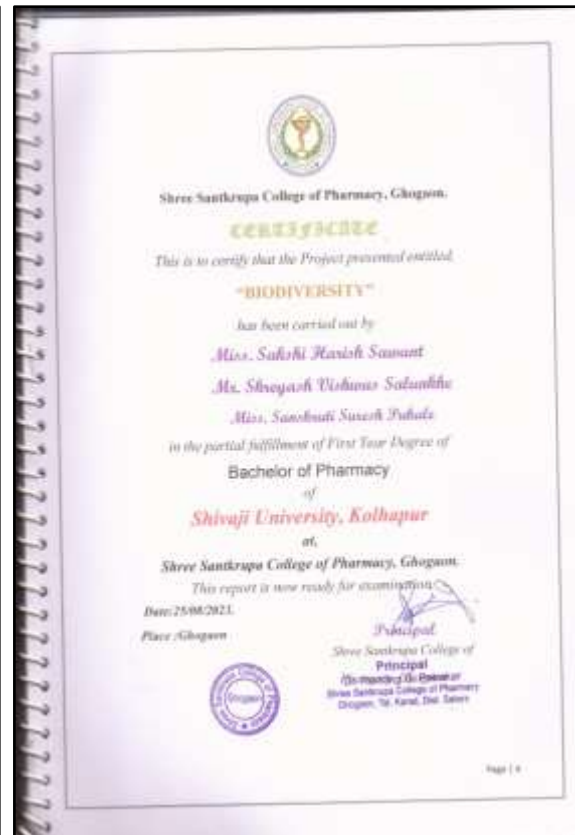 Shree Santkrupa College of Pharmacy, Ghogaon.
CERTIFICATE
This is to certify that the Project presented entitled,
"BIODIVERSITY"
has been carried out by
Miss. Sakshi Harish Sawant
Mr. Shreyash Vishwas Salunkhe
Miss. Sanskruti Suresh Pukale
in the partial fulfillment of First Year Degree of
Bachelor of Pharmacy
of
Shivaji University, Kolhapur
at,
Shree Santkrupa College of Pharmacy, Ghogaon.
This report is now ready for examination.
Date:25/08/2023.
Place :Ghogaon
Principal
Shree Santkrupa College of
Principal
Shree Santkrupa College of Pharmacy
Ghogaon, Tal. Karad, Dist. Satara
Ghogaon
Page |